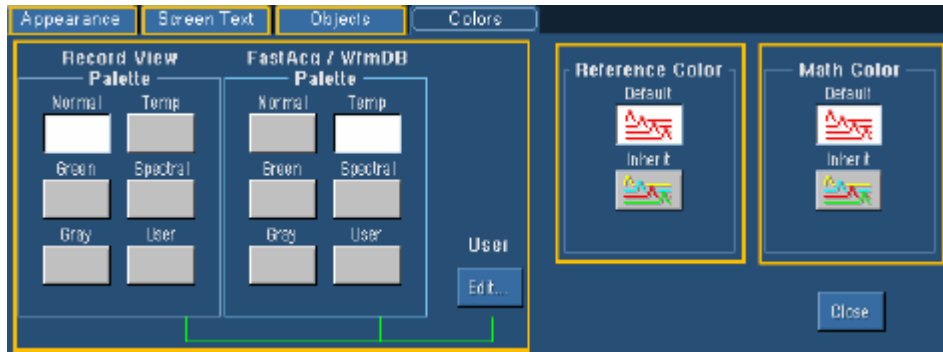 Appearance Screen Text Objects Colors
Record View
Palette
Normal Temp
Green Spectral
Gray User
FastAcq / WfmDB
Palette
Normal Temp
Green Spectral
Gray User
User
Edit...
Reference Color
Default
Inherit
Math Color
Default
Inherit
Close